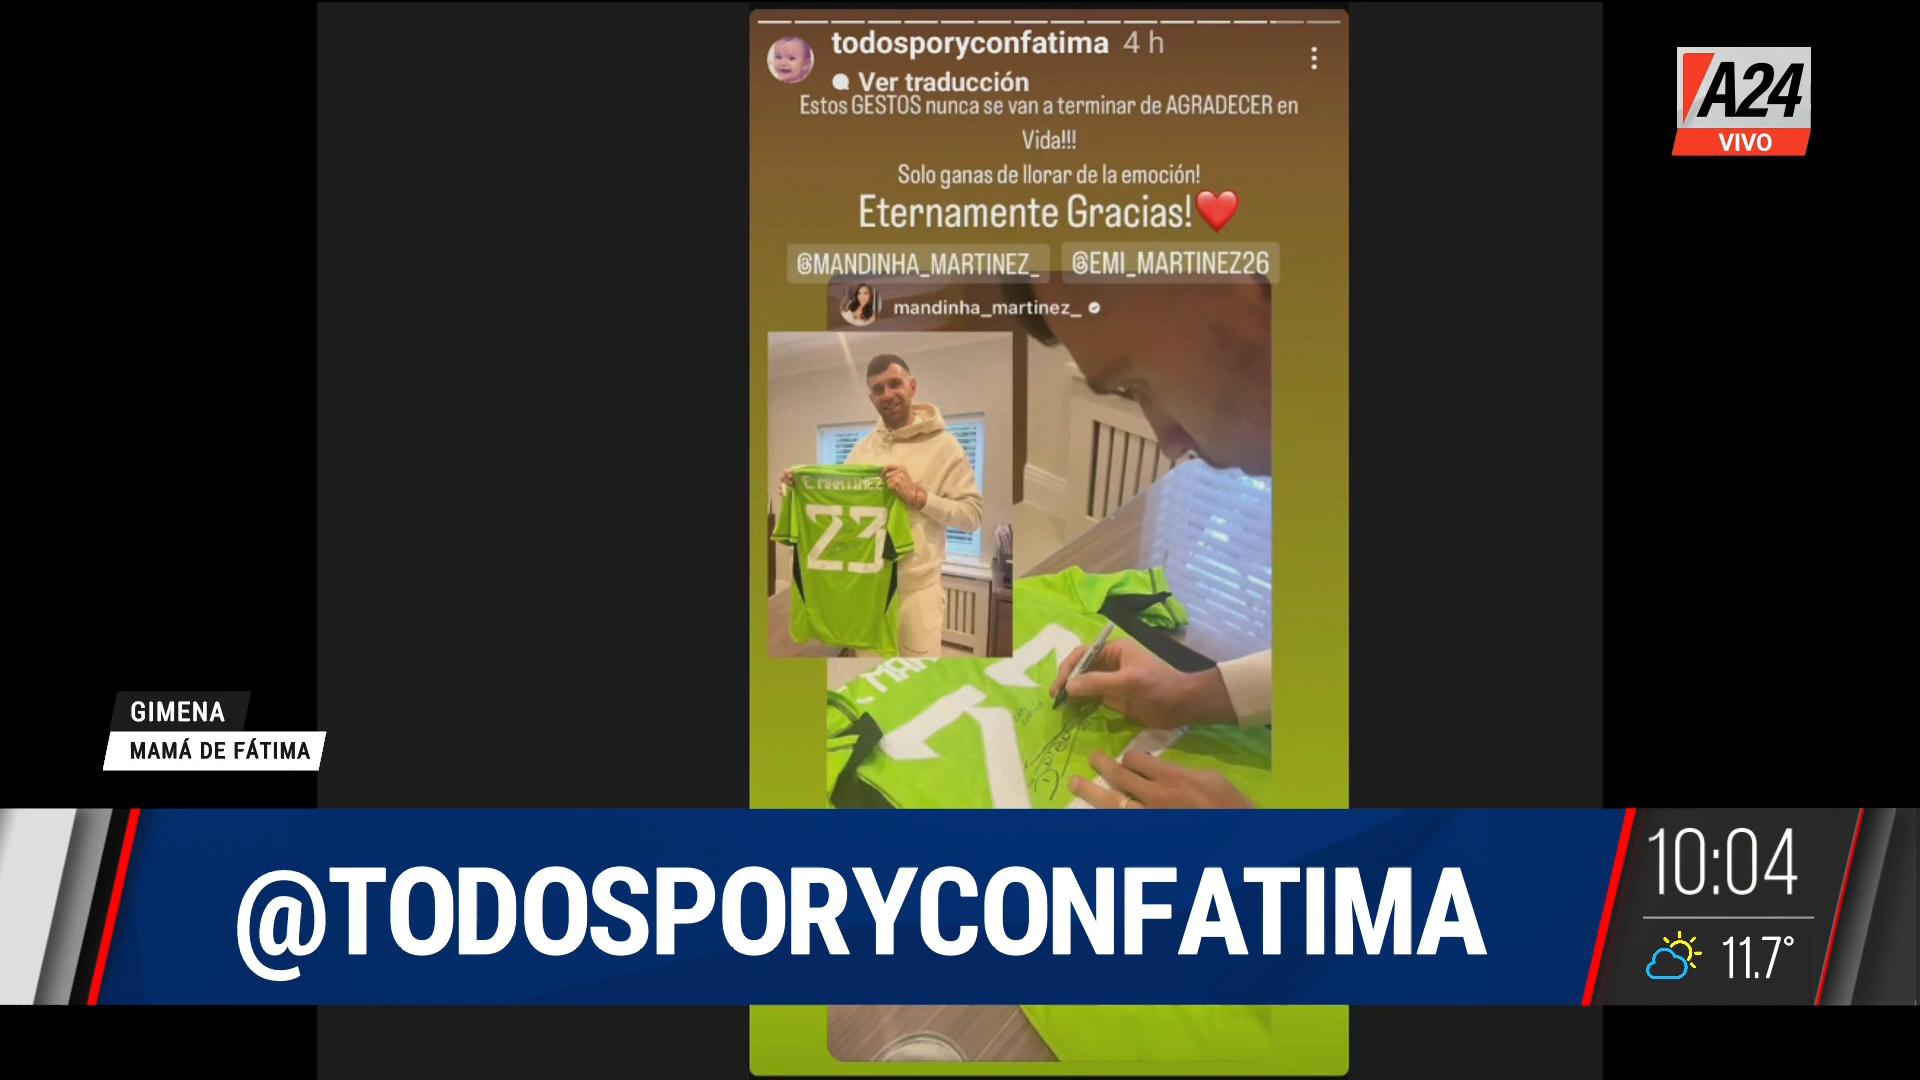 todosporyconfatima 4 h
Ver traducción
Estos GESTOS nunca se van a terminar de AGRADECER en
Vida!!!
Solo ganas de llorar de la emoción!
Eternamente Gracias!❤️
@MANDINHA_MARTINEZ_ @EMI_MARTINEZ26
mandinha_martinez_
E. MARTINEZ
23
E. MAR
23
A24
VIVO
GIMENA
MAMÁ DE FÁTIMA
@TODOSPORYCONFATIMA
10:04
11.7°